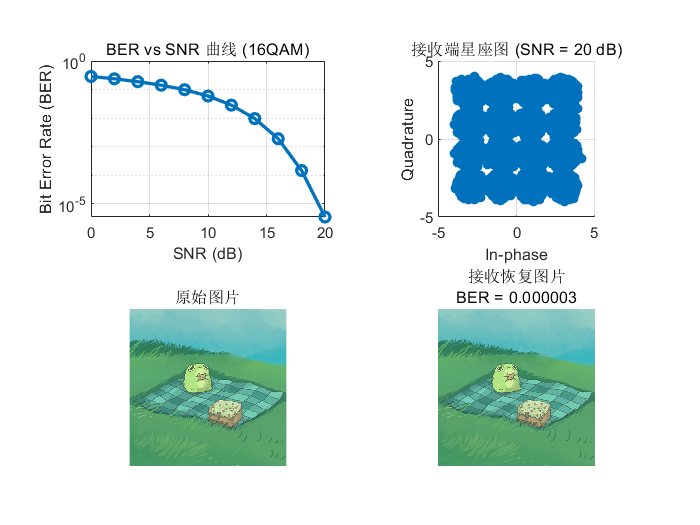 BER vs SNR 曲线 (16QAM)
10^0
10^-5
Bit Error Rate (BER)
0 5 10 15 20
SNR (dB)
接收端星座图 (SNR = 20 dB)
5
0
-5
Quadrature
-5 0 5
In-phase
原始图片
接收恢复图片
BER = 0.000003